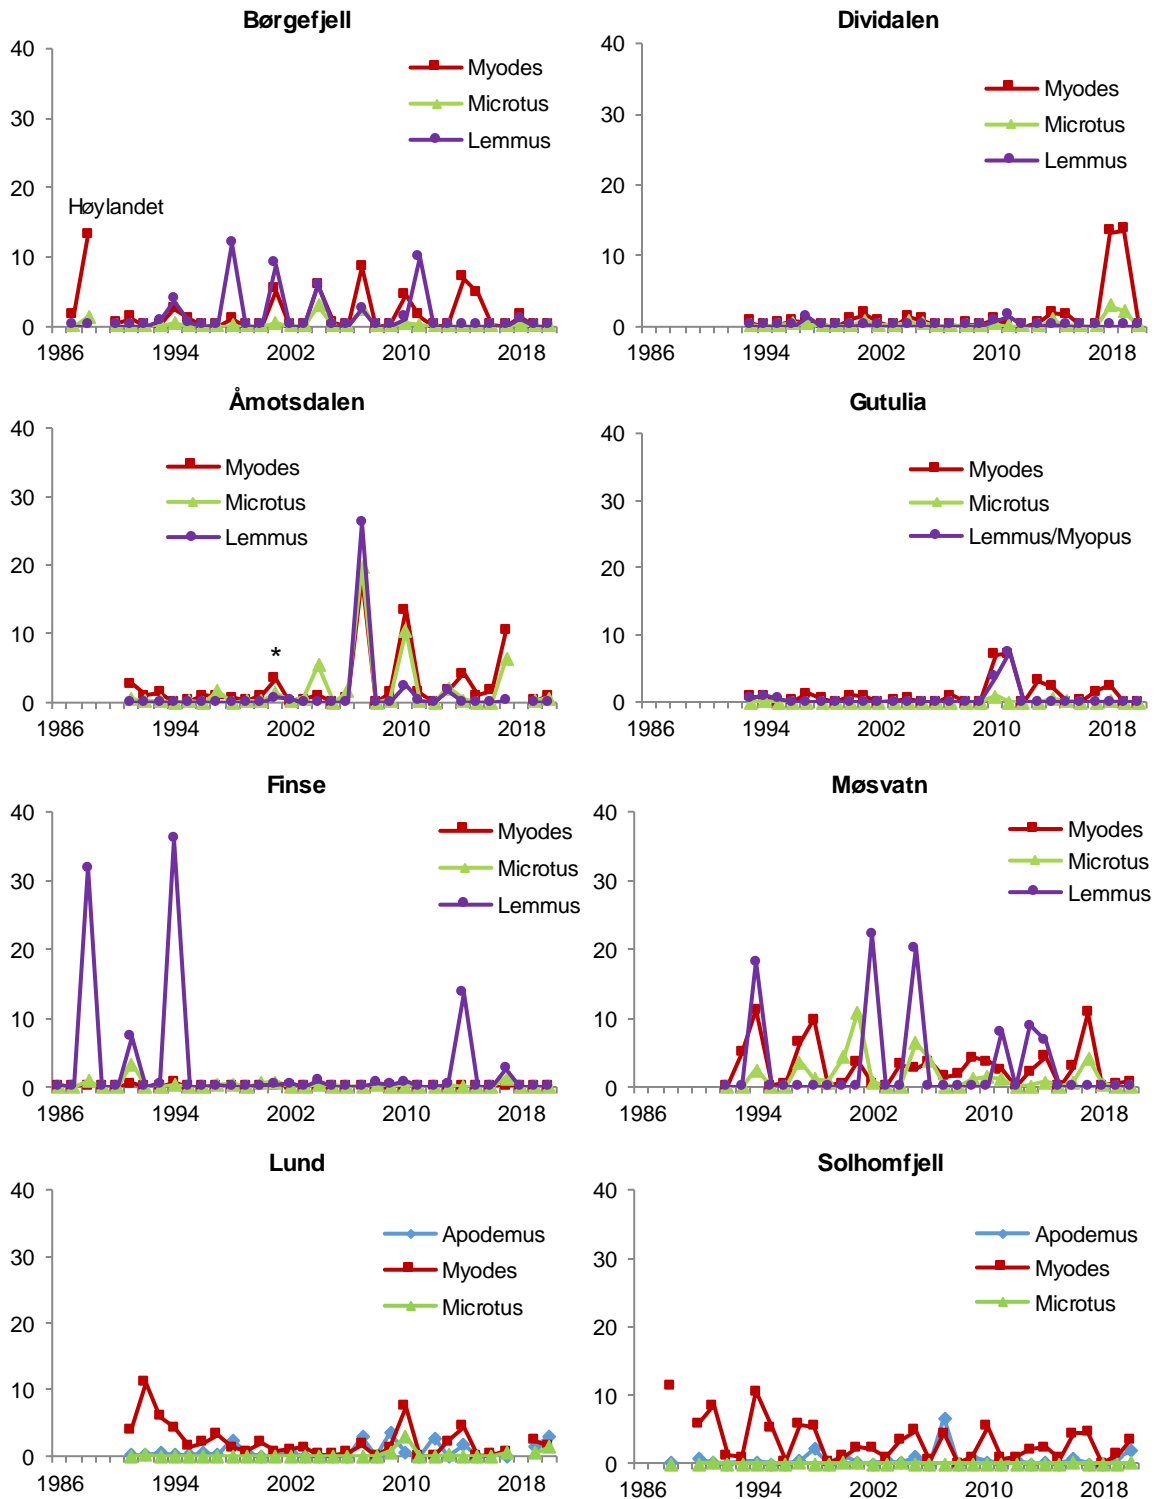 Børgefjell
40
30
20
10
0
1986
1994
2002
2010
2018
Høylandet
Myodes
Microtus
Lemmus
Dividalen
40
30
20
10
0
1986
1994
2002
2010
2018
Myodes
Microtus
Lemmus
Åmotsdalen
40
30
20
10
0
1986
1994
2002
2010
2018
Myodes
Microtus
Lemmus
*
Gutulia
40
30
20
10
0
1986
1994
2002
2010
2018
Myodes
Microtus
Lemmus/Myopus
Finse
40
30
20
10
0
1986
1994
2002
2010
2018
Myodes
Microtus
Lemmus
Møsvatn
40
30
20
10
0
1986
1994
2002
2010
2018
Myodes
Microtus
Lemmus
Lund
40
30
20
10
0
1986
1994
2002
2010
2018
Apodemus
Myodes
Microtus
Solhomfjell
40
30
20
10
0
1986
1994
2002
2010
2018
Apodemus
Myodes
Microtus